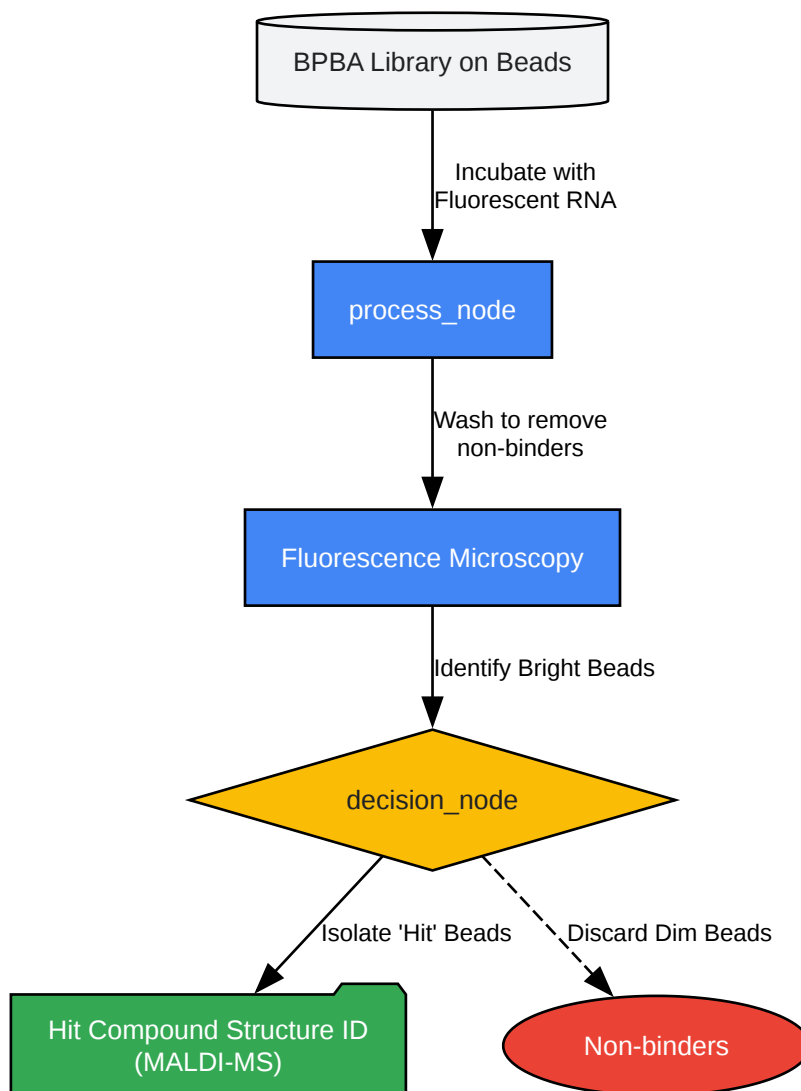 BPBA Library on Beads
Incubate with
Fluorescent RNA
process_node
Wash to remove
non-binders
Fluorescence Microscopy
Identify Bright Beads
decision_node
Isolate 'Hit' Beads
Discard Dim Beads
Hit Compound Structure ID
(MALDI-MS)
Non-binders